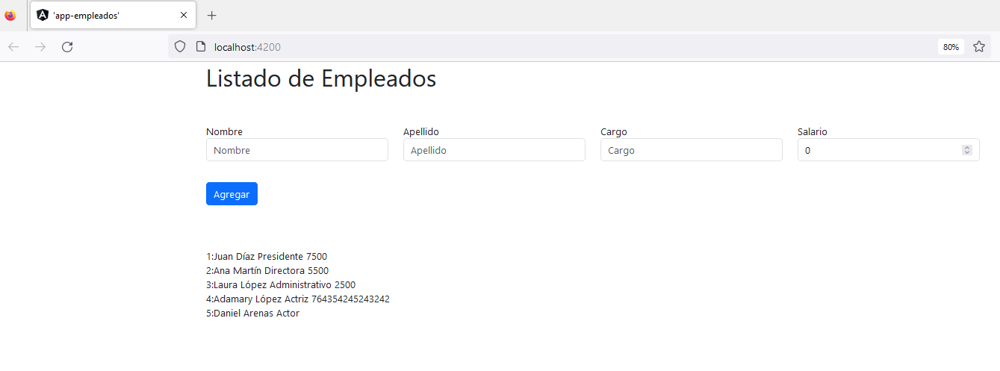 'app-empleados'
localhost:4200
80%
Listado de Empleados
Nombre Apellido Cargo Salario
Nombre Apellido Cargo 0
Agregar
1:Juan Díaz Presidente 7500
2:Ana Martín Directora 5500
3:Laura López Administrativo 2500
4:Adamary López Actriz 764354245243242
5:Daniel Arenas Actor